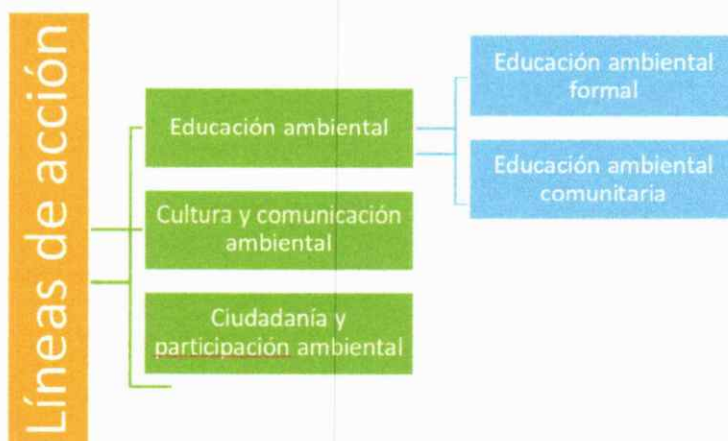 Líneas de acción
Educación ambiental
Cultura y comunicación
ambiental
Ciudadanía y
participación ambiental
Educación ambiental
formal
Educación ambiental
comunitaria